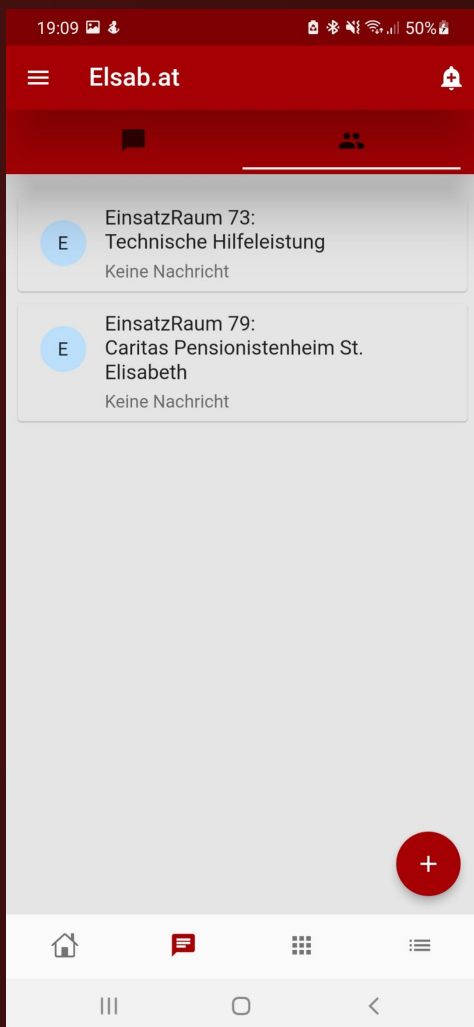 19:09
50%
Elsab.at
E
EinsatzRaum 73:
Technische Hilfeleistung
Keine Nachricht
E
EinsatzRaum 79:
Caritas Pensionistenheim St.
Elisabeth
Keine Nachricht